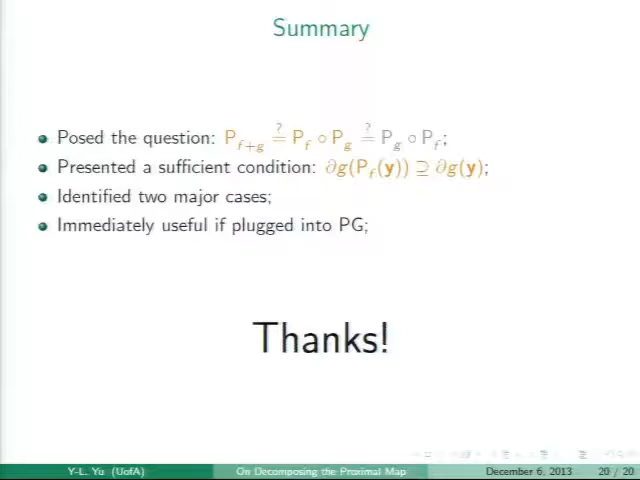 Summary
Posed the question: P_{f+g} ≟ P_f ∘ P_g ≟ P_g ∘ P_f;
Presented a sufficient condition: ∂g(P_f(y)) ⊇ ∂g(y);
Identified two major cases;
Immediately useful if plugged into PG;
Thanks!
Y-L. Yu (UofA) On Decomposing the Proximal Map December 6, 2013 20 / 20